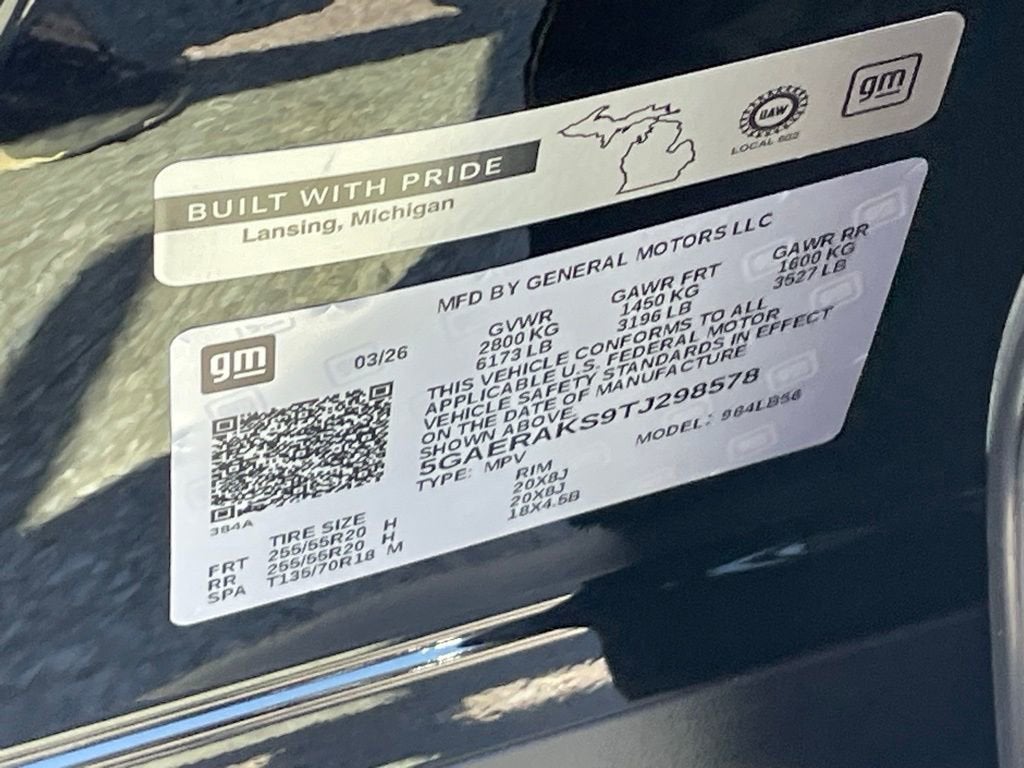 BUILT WITH PRIDE
Lansing, Michigan
UAW
LOCAL 602
gm
MFD BY GENERAL MOTORS LLC
gm
03/26
GVWR GAWR FRT GAWR RR
2800 KG 1450 KG 1600 KG
6173 LB 3196 LB 3527 LB
THIS VEHICLE CONFORMS TO ALL
APPLICABLE U.S. FEDERAL MOTOR
VEHICLE SAFETY STANDARDS IN EFFECT
ON THE DATE OF MANUFACTURE
SHOWN ABOVE.
5GAERAKS9TJ298578
TYPE: MPV MODEL: 984LB56
384A
TIRE SIZE RIM
FRT 255/55R20 H 20X8J
RR 255/55R20 H 20X8J
SPA T135/70R18 M 18X4.5B